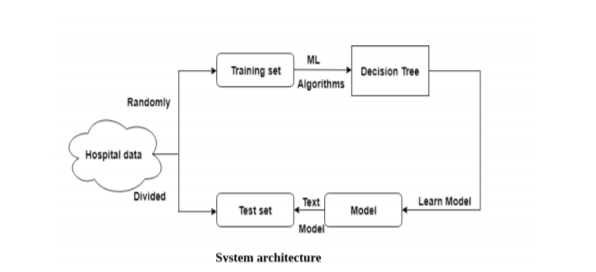 ML
Training set
Decision Tree
Algorithms
Randomly
Hospital data
Divided
Test set
Text
Model
Model
Learn Model
System architecture